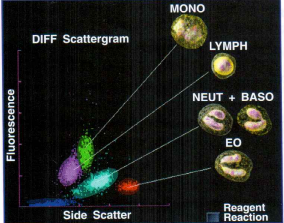 MONO
DIFF Scattergram
LYMPH
NEUT + BASO
EO
Fluorescence
Side Scatter
Reagent
Reaction